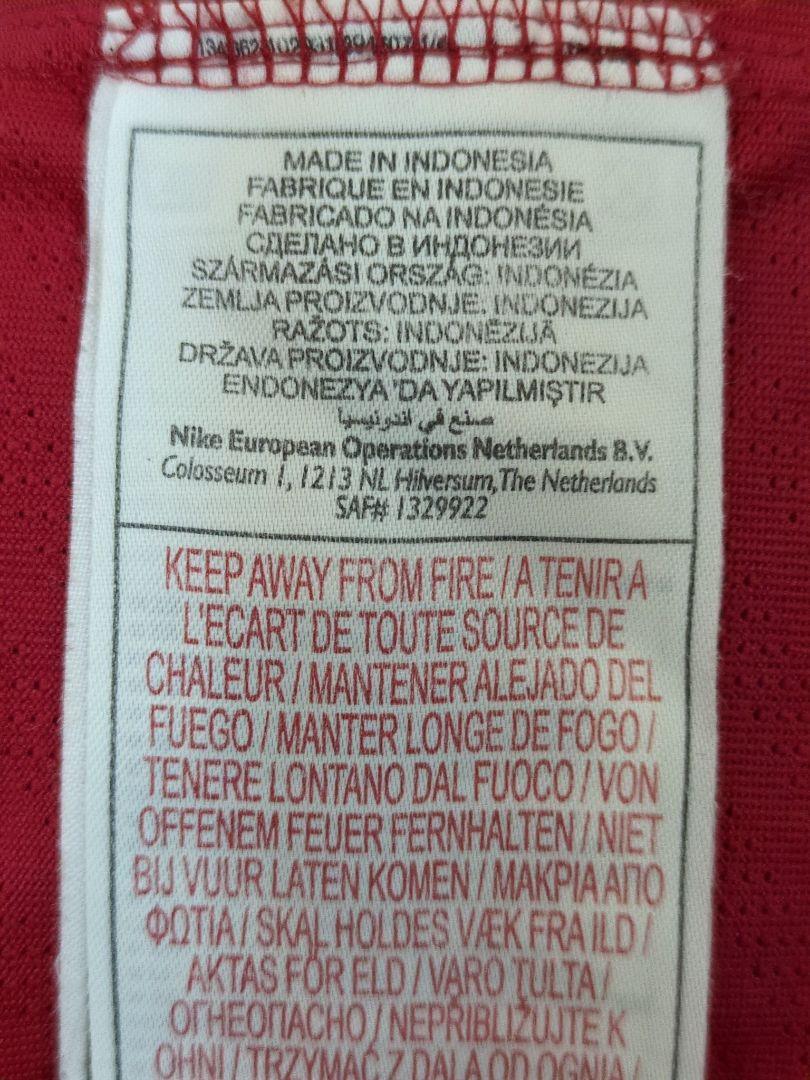 MADE IN INDONESIA
FABRIQUE EN INDONESIE
FABRICADO NA INDONÉSIA
СДЕЛАНО В ИНДОНЕЗИИ
SZÁRMAZÁSI ORSZÁG: INDONÉZIA
ZEMLJA PROIZVODNJE: INDONEZIJA
RAŽOTS: INDONĒZIJĀ
DRŽAVA PROIZVODNJE: INDONEZIJA
ENDONEZYA'DA YAPILMIŞTIR
صنع في اندونيسيا
Nike European Operations Netherlands B.V.
Colosseum 1, 1213 NL Hilversum, The Netherlands
SAF# 1329922
KEEP AWAY FROM FIRE / A TENIR A
L'ECART DE TOUTE SOURCE DE
CHALEUR / MANTENER ALEJADO DEL
FUEGO / MANTER LONGE DE FOGO /
TENERE LONTANO DAL FUOCO / VON
OFFENEM FEUER FERNHALTEN / NIET
BIJ VUUR LATEN KOMEN / ΜΑΚΡΙΑ ΑΠΟ
ΦΩΤΙΑ / SKAL HOLDES VÆK FRA ILD /
AKTAS FÖR ELD / VARO TULTA /
ОГНЕОПАСНО / NEPŘIBLIŽUJTE K
OHNI / TRZYMAĆ Z DALA OD OGNIA /